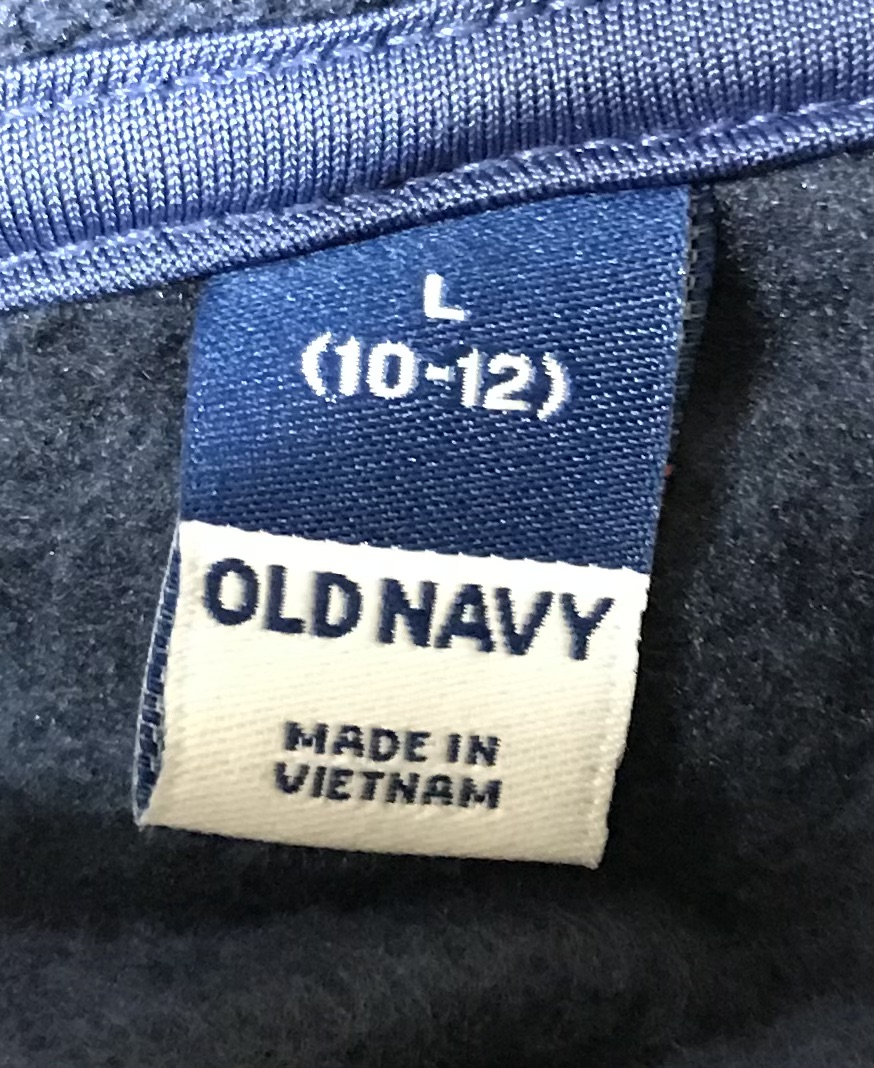 L
(10-12)
OLD NAVY
MADE IN
VIETNAM